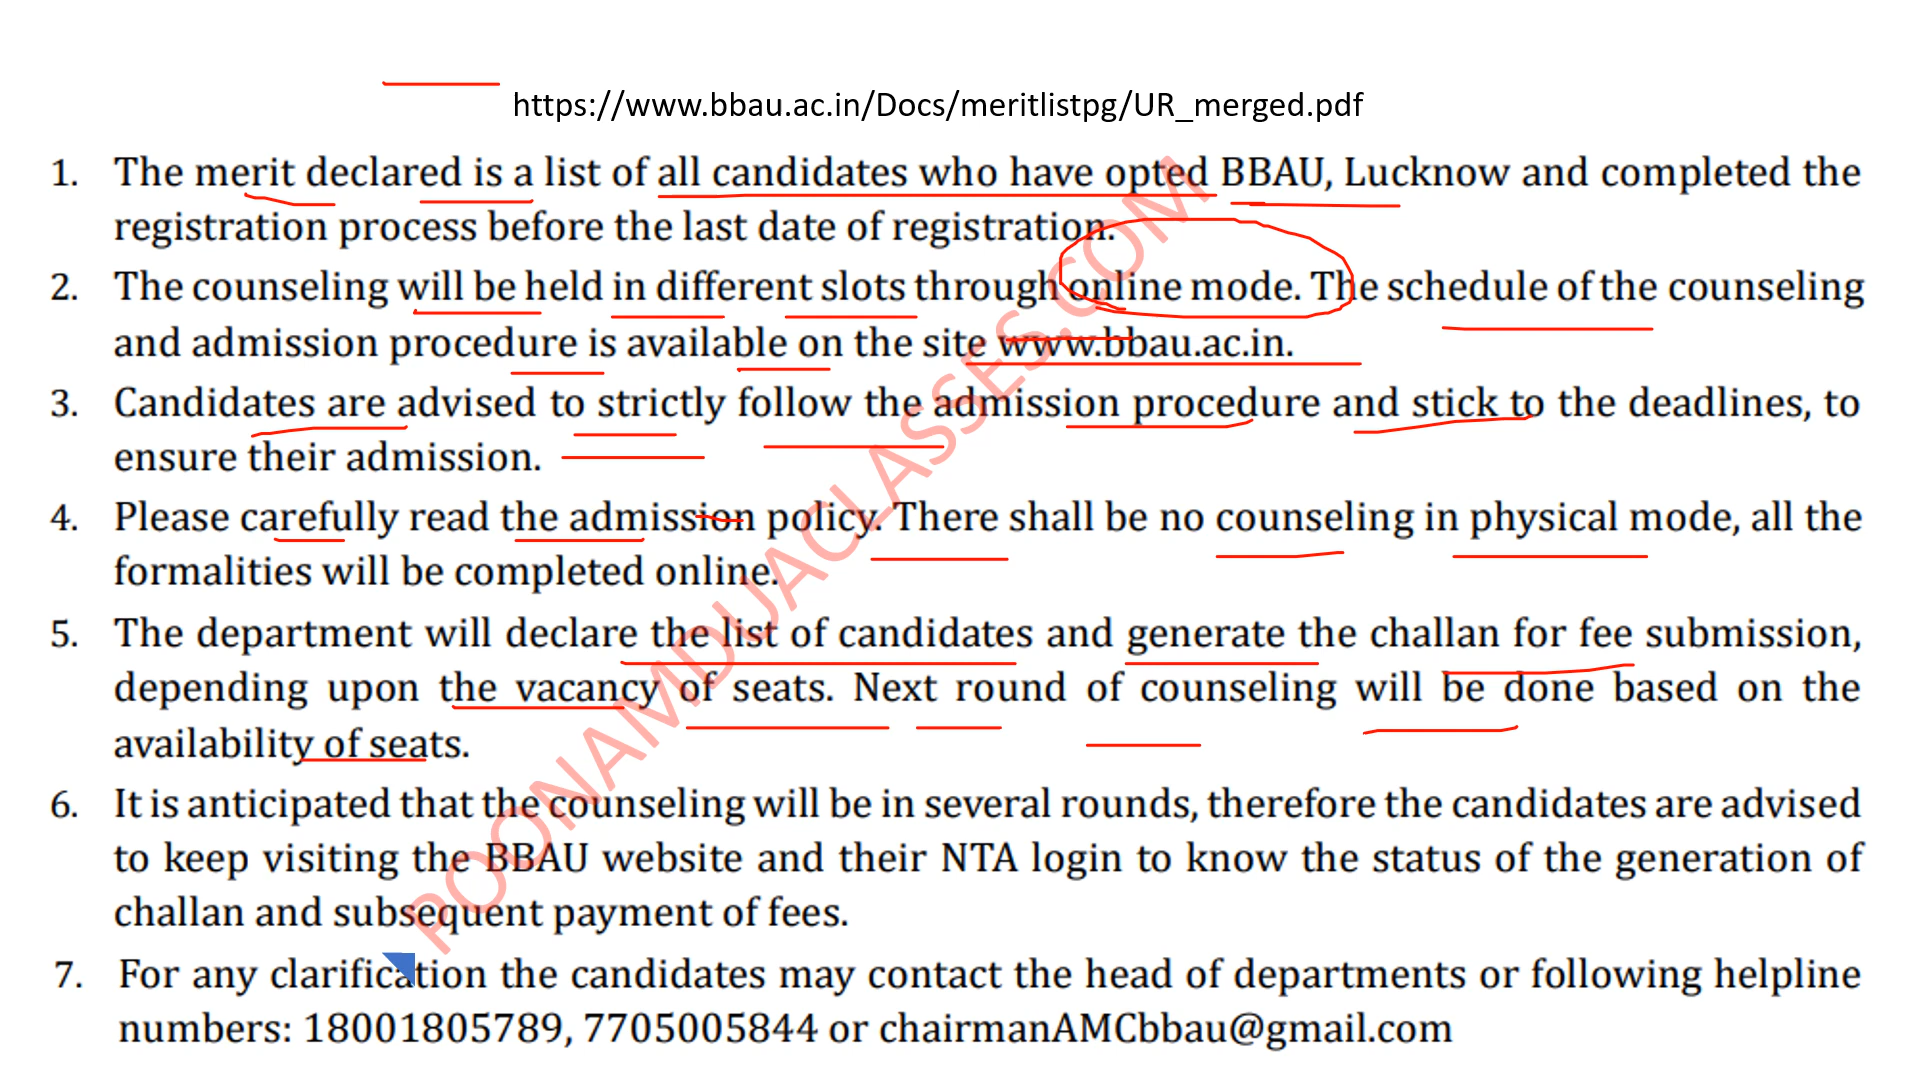 https://www.bbau.ac.in/Docs/meritlistpg/UR_merged.pdf
1. The merit declared is a list of all candidates who have opted BBAU, Lucknow and completed the
registration process before the last date of registration.
2. The counseling will be held in different slots through online mode. The schedule of the counseling
and admission procedure is available on the site www.bbau.ac.in.
3. Candidates are advised to strictly follow the admission procedure and stick to the deadlines, to
ensure their admission.
4. Please carefully read the admission policy. There shall be no counseling in physical mode, all the
formalities will be completed online.
5. The department will declare the list of candidates and generate the challan for fee submission,
depending upon the vacancy of seats. Next round of counseling will be done based on the
availability of seats.
6. It is anticipated that the counseling will be in several rounds, therefore the candidates are advised
to keep visiting the BBAU website and their NTA login to know the status of the generation of
challan and subsequent payment of fees.
7. For any clarification the candidates may contact the head of departments or following helpline
numbers: 18001805789, 7705005844 or chairmanAMCbbau@gmail.com
POONAMDUACLASSES.COM